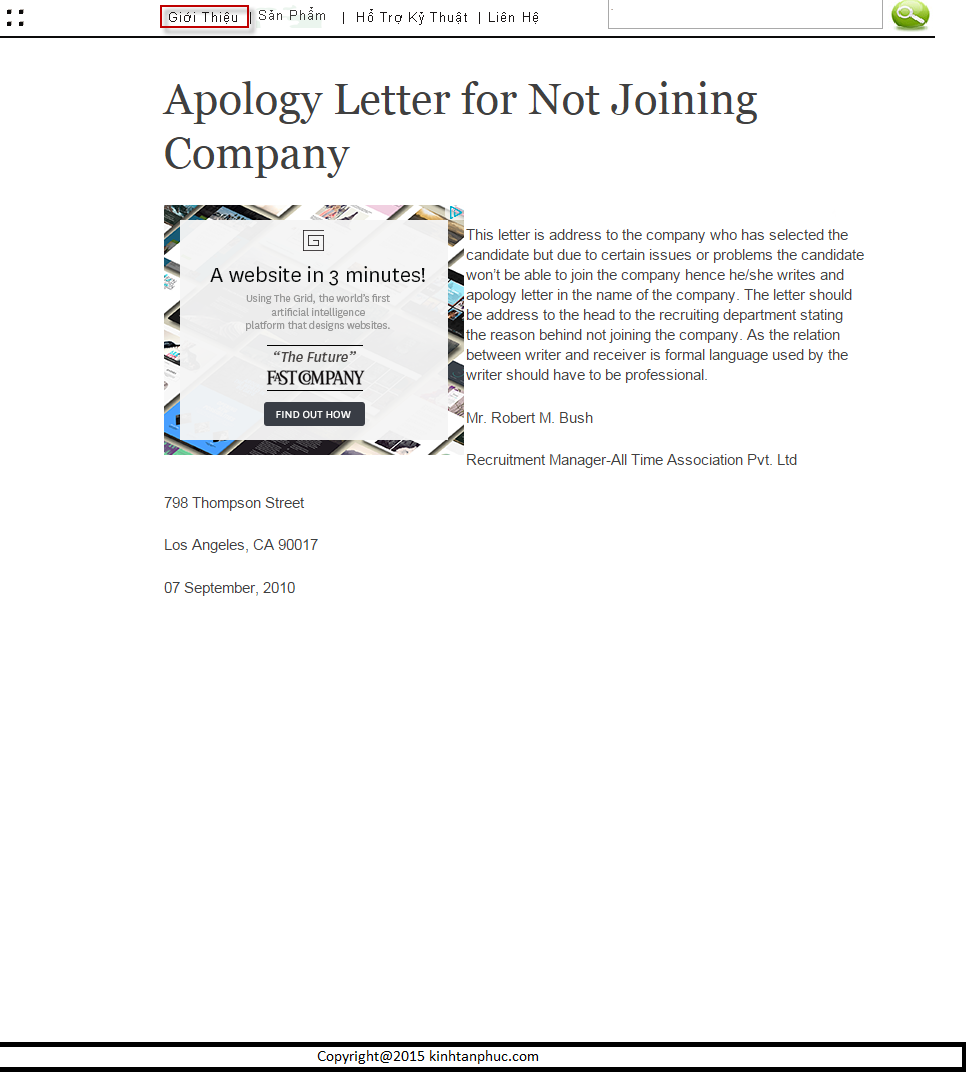 Giới Thiệu | Sản Phẩm | Hổ Trợ Kỹ Thuật | Liên Hệ
Apology Letter for Not Joining
Company
A website in 3 minutes!
Using The Grid, the world's first
artificial intelligence
platform that designs websites.
“The Future”
FAST COMPANY
FIND OUT HOW
This letter is address to the company who has selected the
candidate but due to certain issues or problems the candidate
won't be able to join the company hence he/she writes and
apology letter in the name of the company. The letter should
be address to the head to the recruiting department stating
the reason behind not joining the company. As the relation
between writer and receiver is formal language used by the
writer should have to be professional.
Mr. Robert M. Bush
Recruitment Manager-All Time Association Pvt. Ltd
798 Thompson Street
Los Angeles, CA 90017
07 September, 2010
Copyright@2015 kinhtanphuc.com